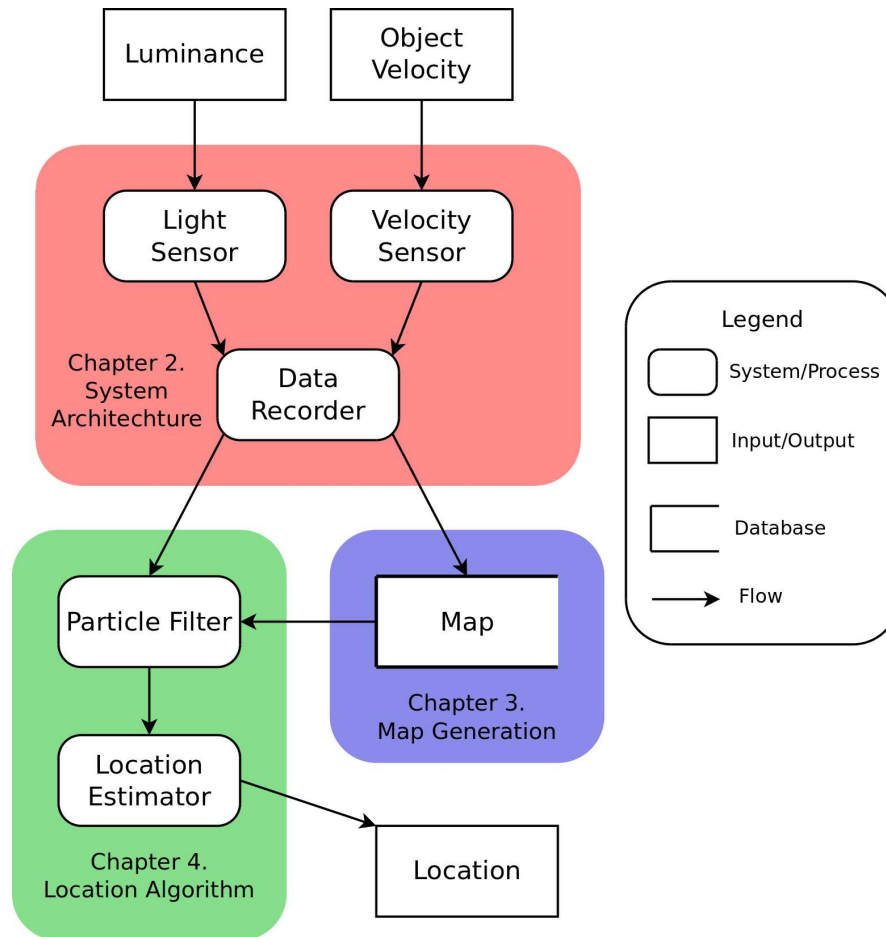 Luminance
Object
Velocity
Light
Sensor
Velocity
Sensor
Chapter 2.
System
Architechture
Data
Recorder
Legend
System/Process
Input/Output
Database
Flow
Particle Filter
Map
Chapter 3.
Map Generation
Location
Estimator
Chapter 4.
Location Algorithm
Location